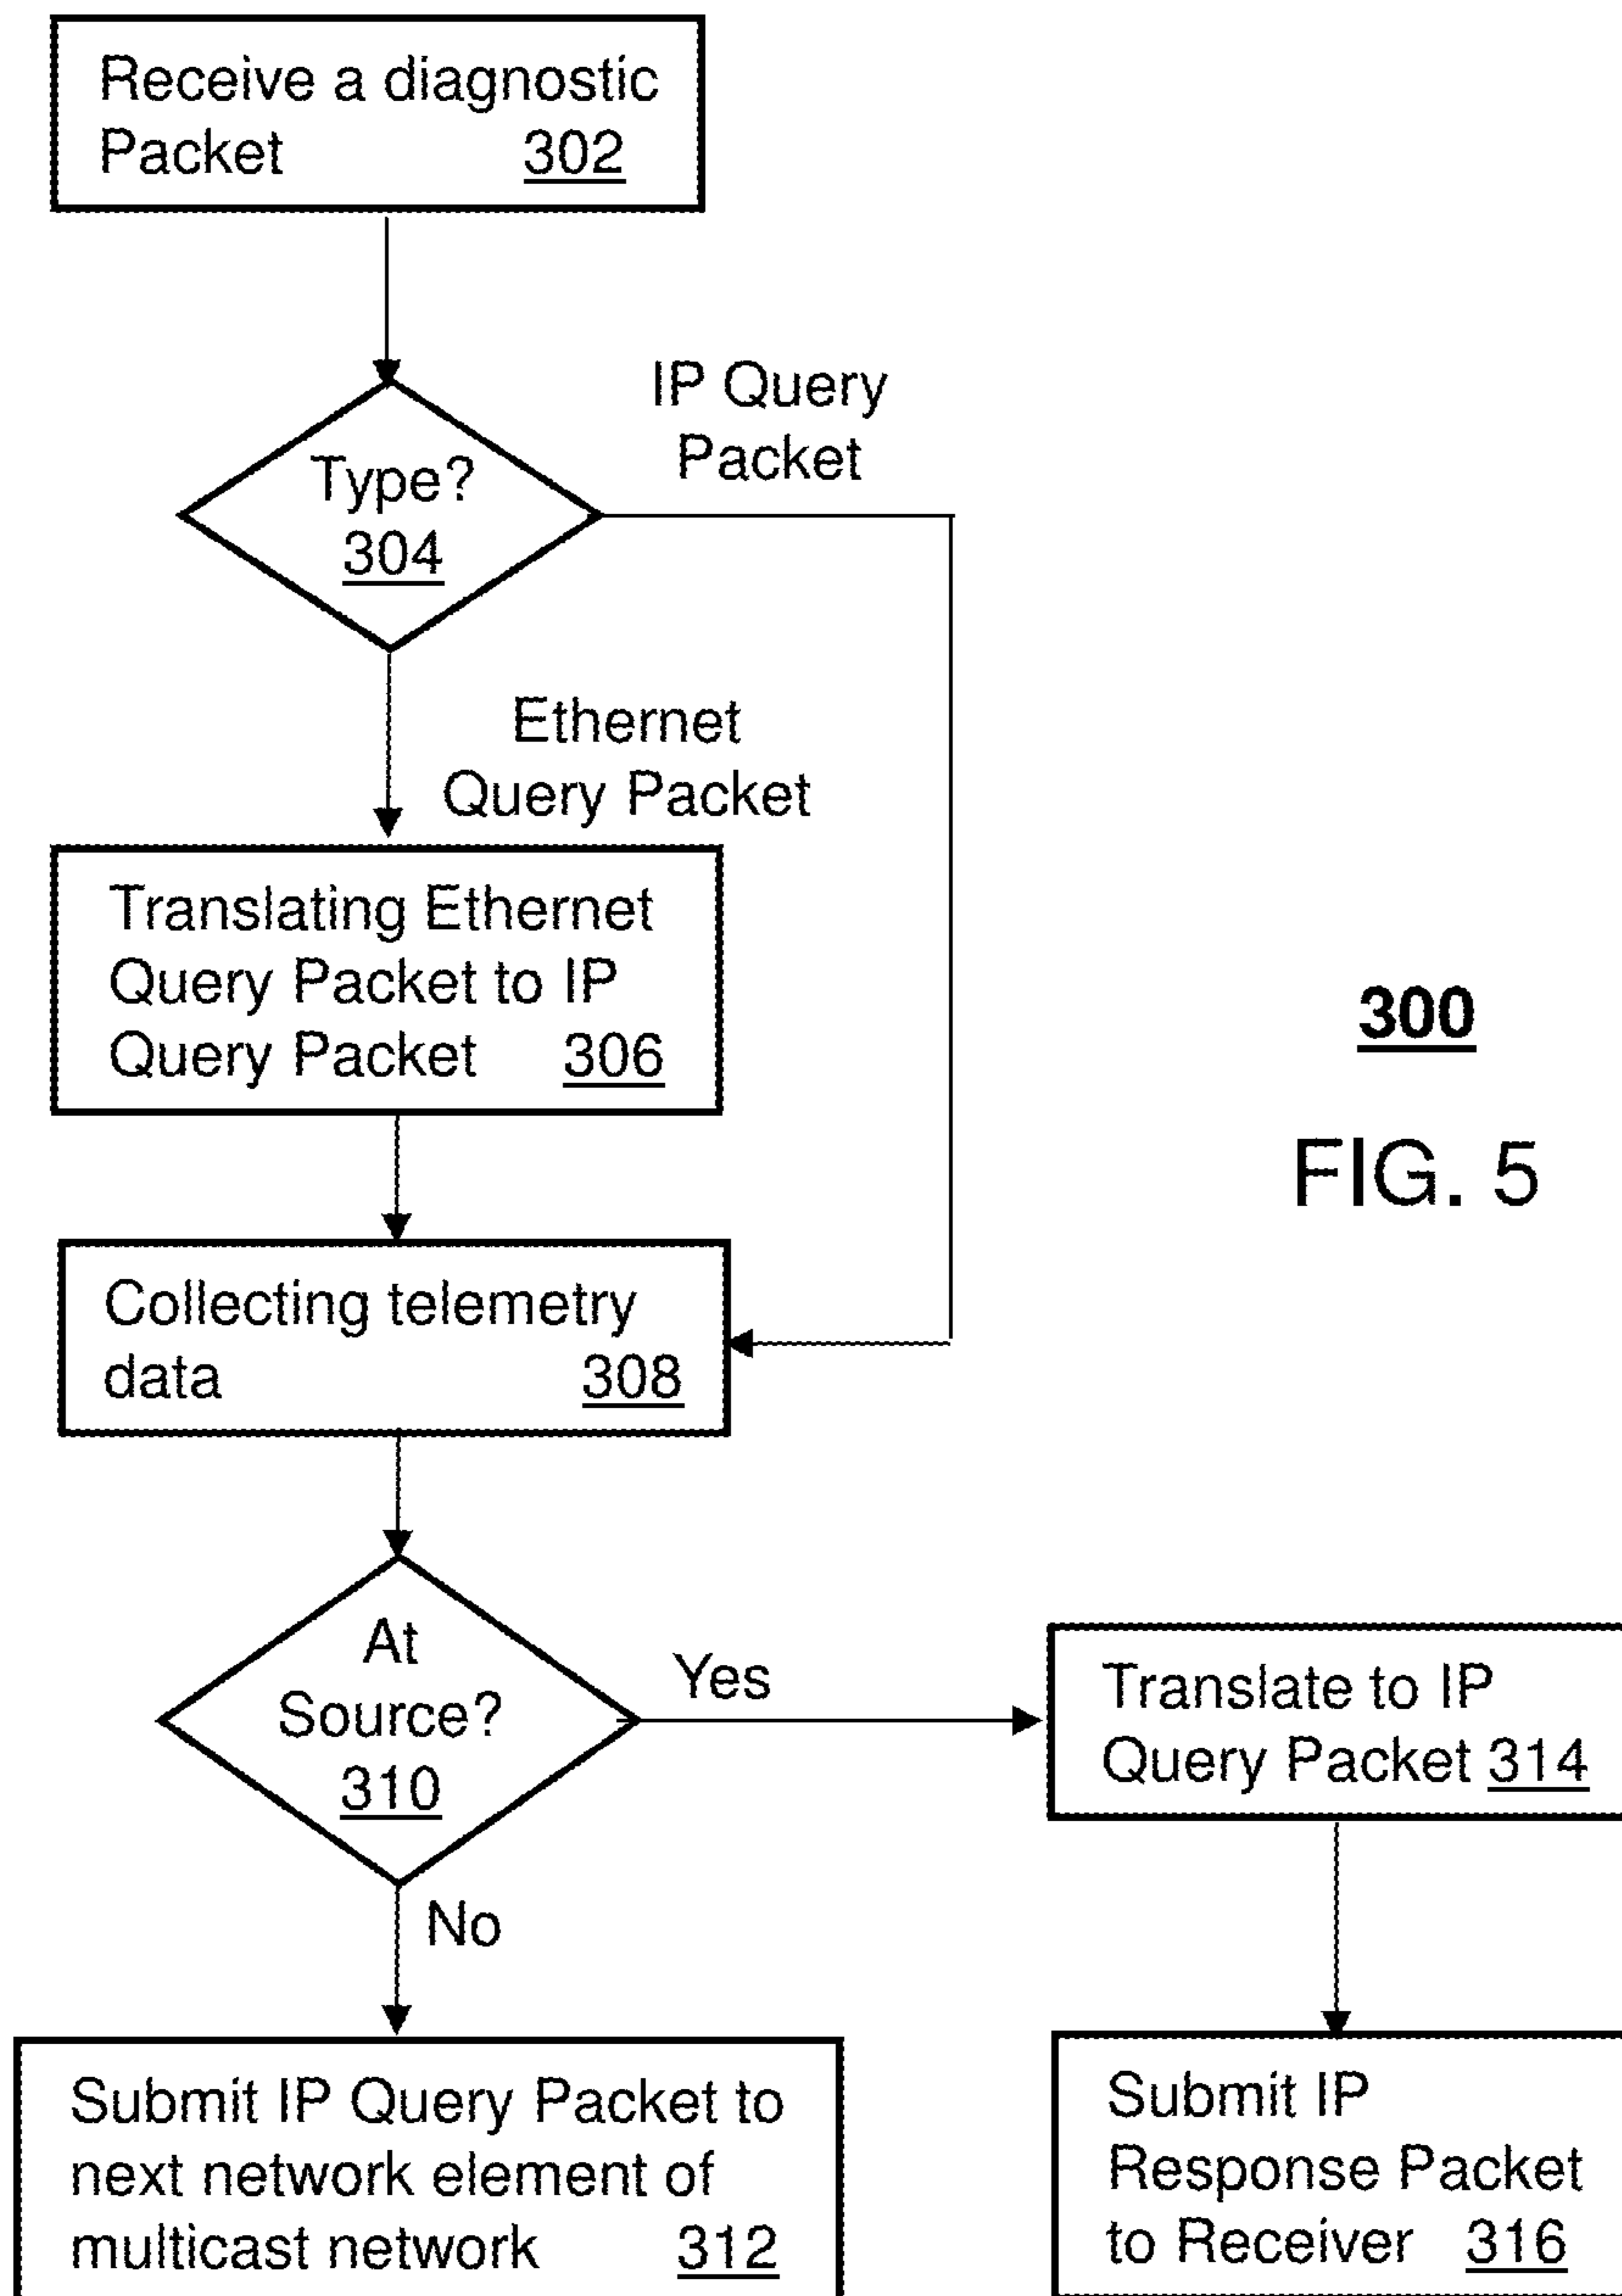 Receive a diagnostic
Packet 302
Type?
304
IP Query
Packet
Ethernet
Query Packet
Translating Ethernet
Query Packet to IP
Query Packet 306
Collecting telemetry
data 308
At
Source?
310
Yes
No
Submit IP Query Packet to
next network element of
multicast network 312
Translate to IP
Query Packet 314
Submit IP
Response Packet
to Receiver 316
300
FIG. 5